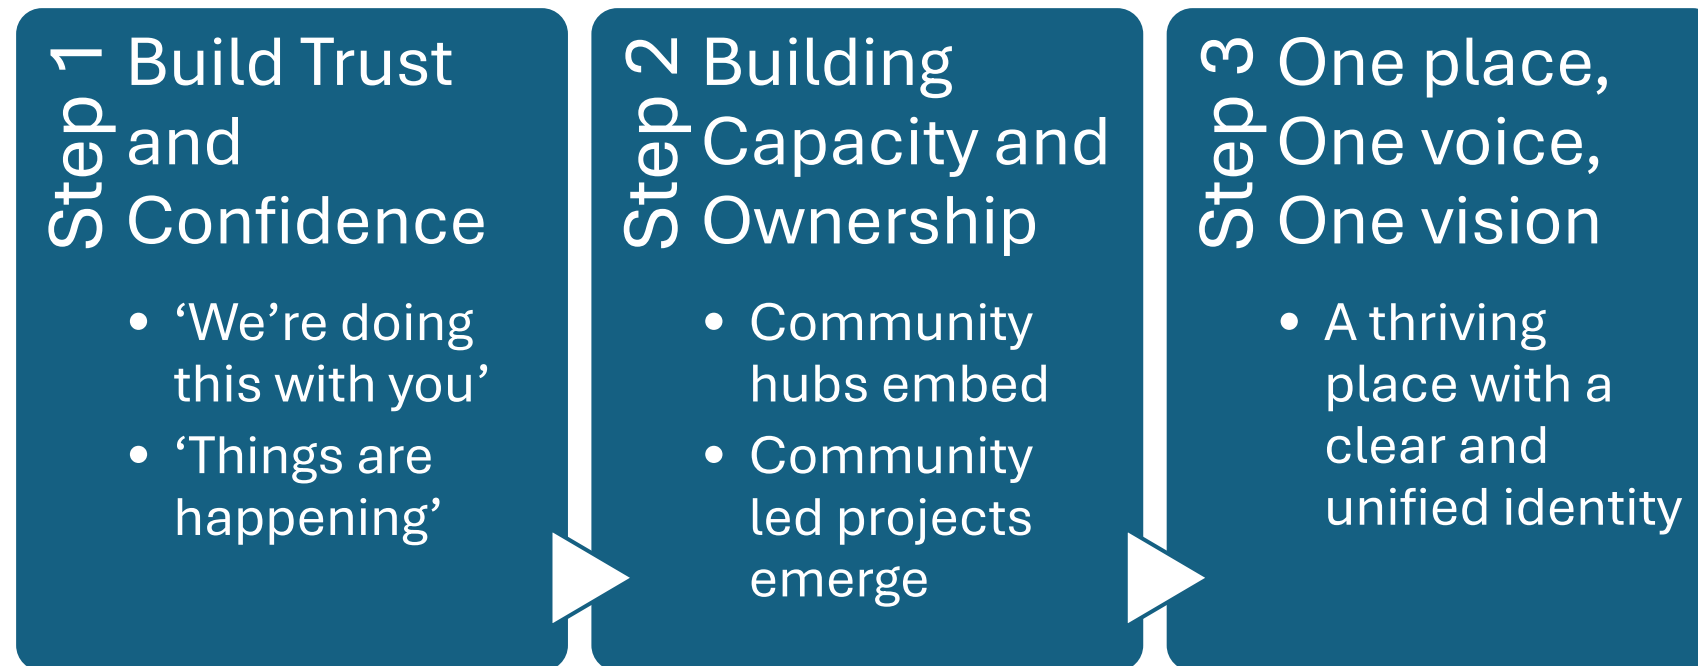 Step 1
Build Trust
and
Confidence
• ‘We’re doing
this with you’
• ‘Things are
happening’
Step 2
Building
Capacity and
Ownership
• Community
hubs embed
• Community
led projects
emerge
Step 3
One place,
One voice,
One vision
• A thriving
place with a
clear and
unified identity